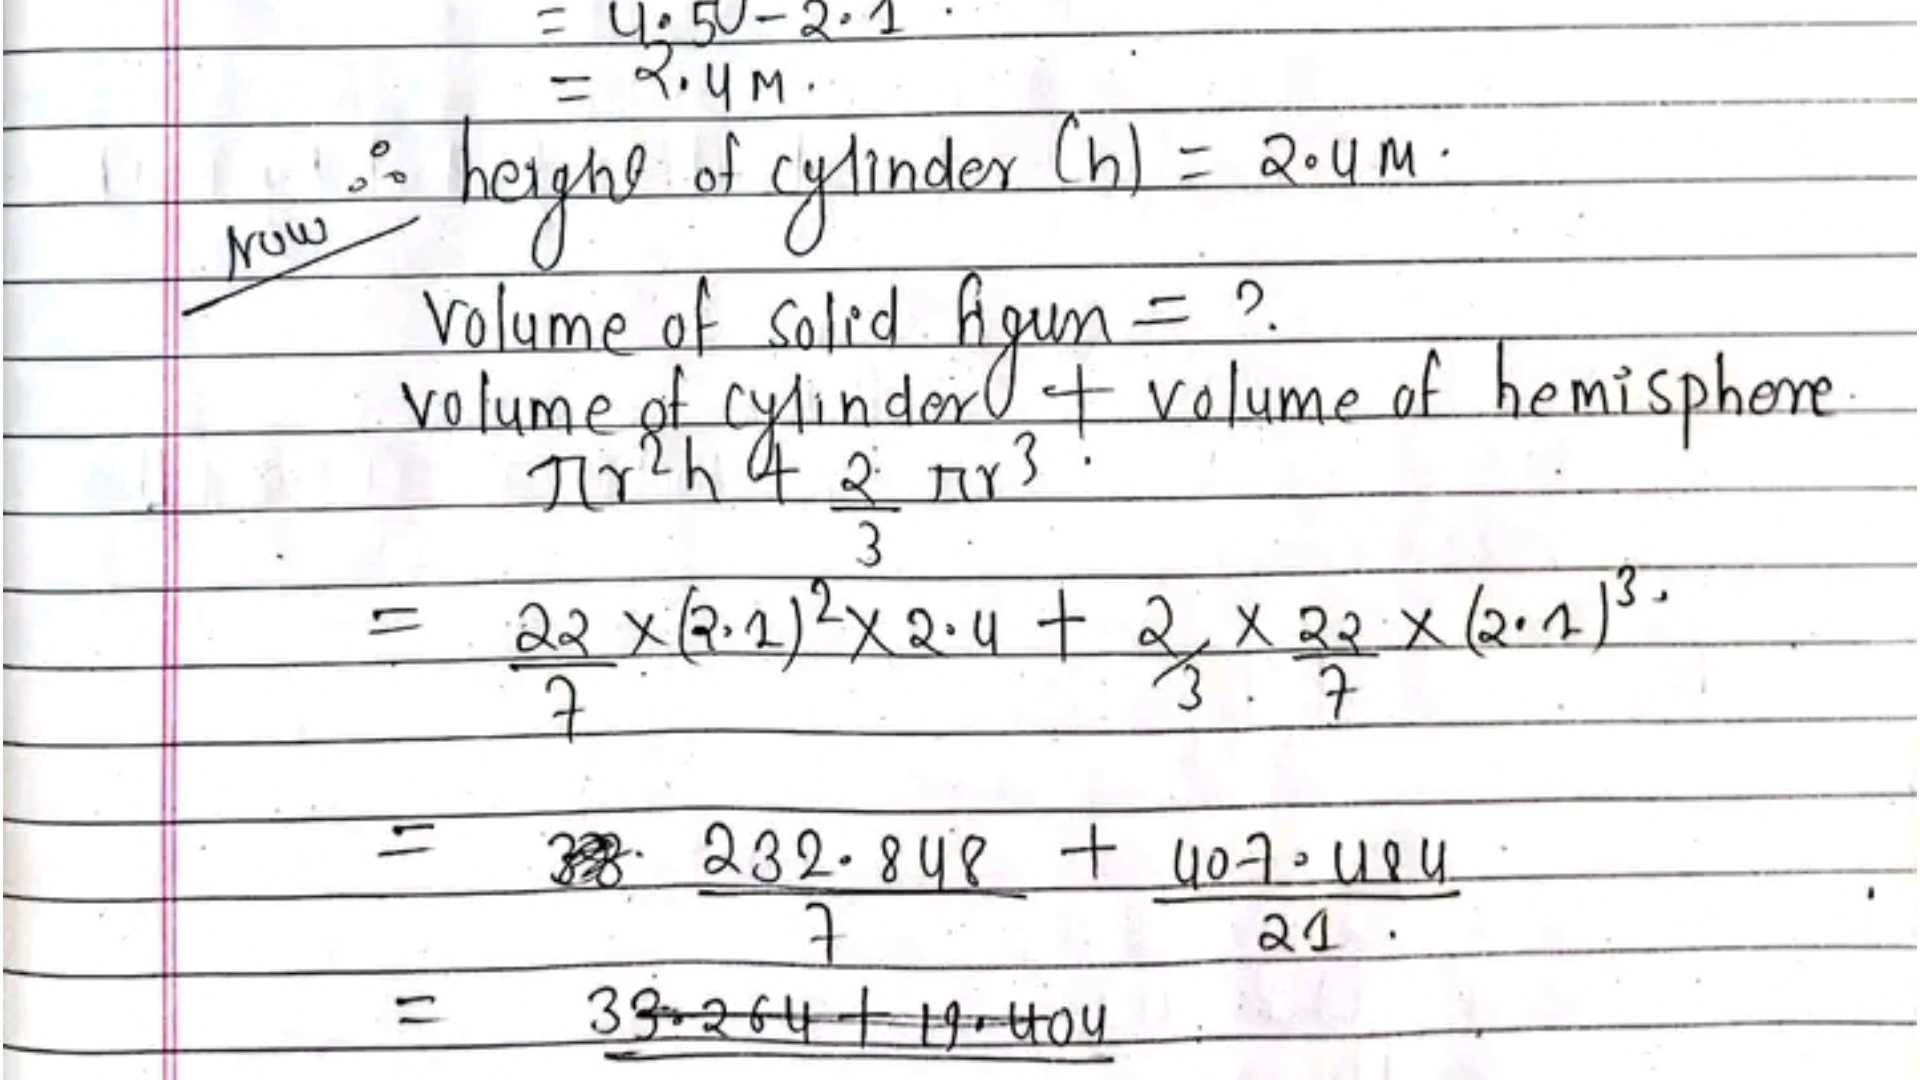 = 4.50 - 2.1
= 2.4 M.
∴ height of cylinder (h) = 2.4 M.
Now
volume of solid figun = ?
volume of cylinder + volume of hemisphere.
πr²h + 2/3 πr³.
= 22/7 × (2.1)² × 2.4 + 2/3 × 22/7 × (2.1)³.
= 232.848/7 + 407.484/21.
= 33.264 + 19.404